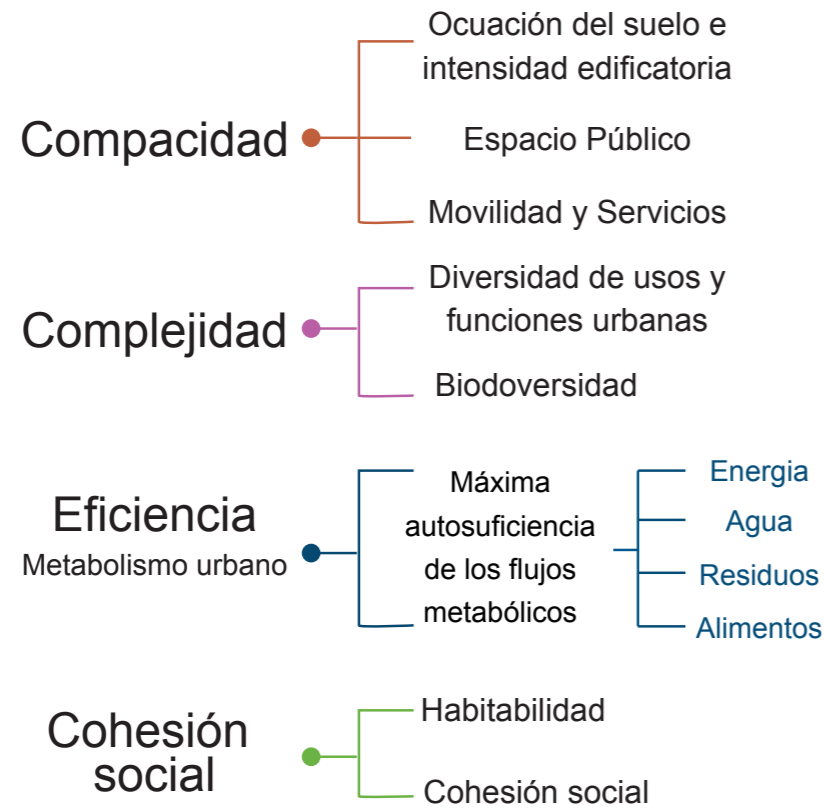 Compacidad
Ocuación del suelo e
intensidad edificatoria
Espacio Público
Movilidad y Servicios
Complejidad
Diversidad de usos y
funciones urbanas
Biodoversidad
Eficiencia
Metabolismo urbano
Máxima
autosuficiencia
de los flujos
metabólicos
Energia
Agua
Residuos
Alimentos
Cohesión
social
Habitabilidad
Cohesión social